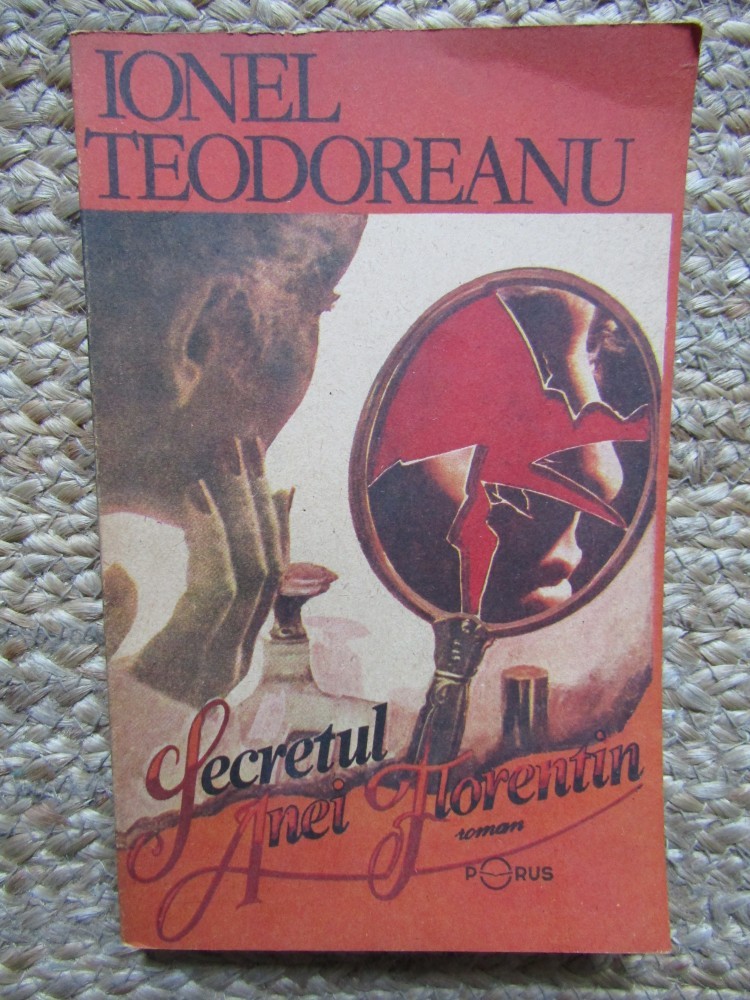 IONEL
TEODOREANU
Secretul
Anei Florentin
roman
PORUS